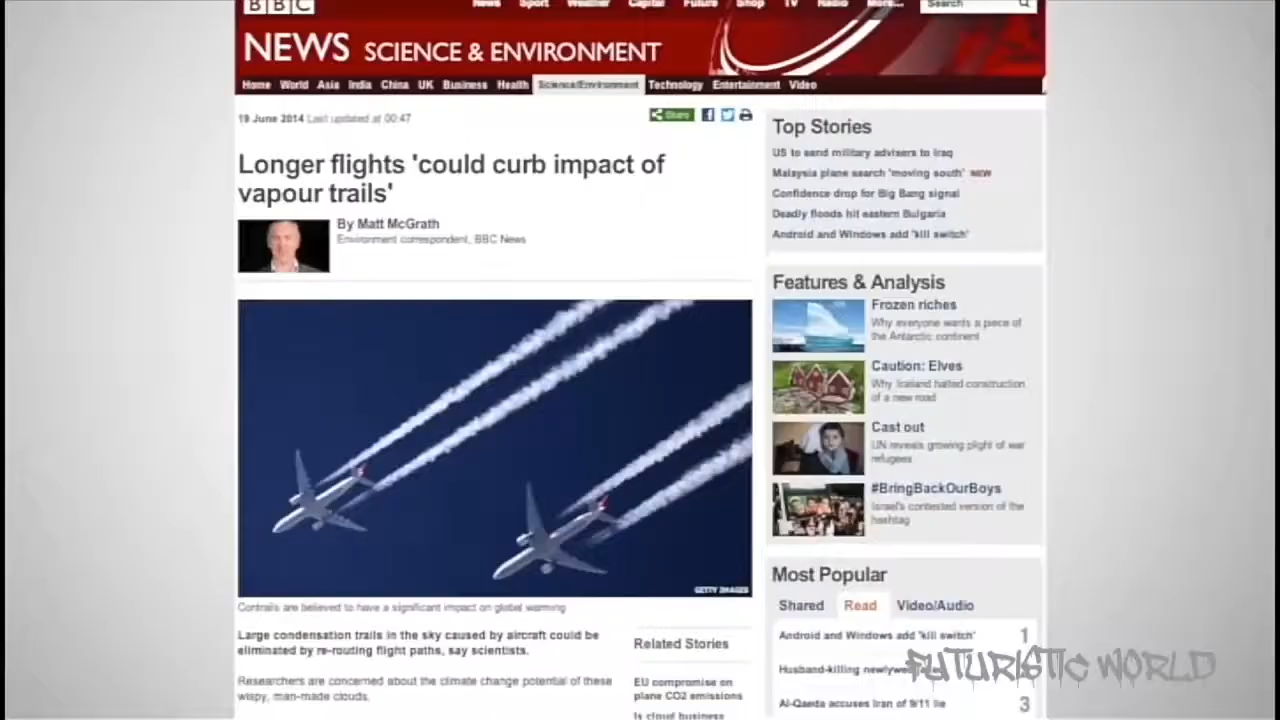 BBC
News Sport Weather Capital Future Shop TV Radio More... Search
NEWS SCIENCE & ENVIRONMENT
Home World Asia India China UK Business Health Science/Environment Technology Entertainment Video
19 June 2014 Last updated at 00:47
Share
Longer flights 'could curb impact of
vapour trails'
By Matt McGrath
Environment correspondent, BBC News
GETTY IMAGES
Contrails are believed to have a significant impact on global warming
Large condensation trails in the sky caused by aircraft could be
eliminated by re-routing flight paths, say scientists.
Researchers are concerned about the climate change potential of these
wispy, man-made clouds.
Related Stories
EU compromise on
plane CO2 emissions
Is cloud business
Top Stories
US to send military advisers to Iraq
Malaysia plane search 'moving south' NEW
Confidence drop for Big Bang signal
Deadly floods hit eastern Bulgaria
Android and Windows add 'kill switch'
Features & Analysis
Frozen riches
Why everyone wants a piece of
the Antarctic continent
Caution: Elves
Why Iceland halted construction
of a new road
Cast out
UN reveals growing plight of war
refugees
#BringBackOurBoys
Israel's contested version of the
hashtag
Most Popular
Shared Read Video/Audio
Android and Windows add 'kill switch' 1
Husband-killing
Al-Qaeda accuses Iran of 9/11 lie 3
FUTURISTIC WORLD